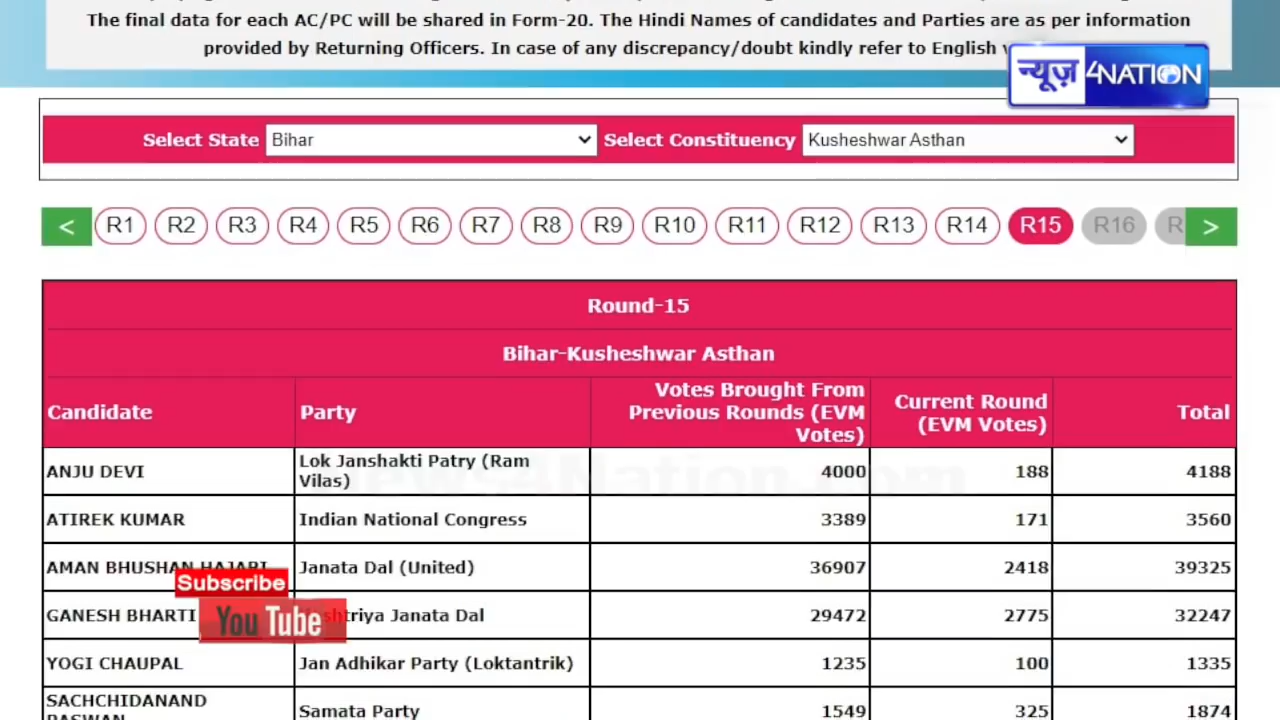 The final data for each AC/PC will be shared in Form-20. The Hindi Names of candidates and Parties are as per information
provided by Returning Officers. In case of any discrepancy/doubt kindly refer to English
न्यूज़ 4NATION
Select State Bihar Select Constituency Kusheshwar Asthan
< R1 R2 R3 R4 R5 R6 R7 R8 R9 R10 R11 R12 R13 R14 R15 R16 >
Round-15
Bihar-Kusheshwar Asthan
Candidate Party Votes Brought From Previous Rounds (EVM Votes) Current Round (EVM Votes) Total
ANJU DEVI Lok Janshakti Patry (Ram Vilas) 4000 188 4188
News4Nation.com
ATIREK KUMAR Indian National Congress 3389 171 3560
AMAN BHUSHAN HAJARI Janata Dal (United) 36907 2418 39325
Subscribe
GANESH BHARTI Rashtriya Janata Dal 29472 2775 32247
YouTube
YOGI CHAUPAL Jan Adhikar Party (Loktantrik) 1235 100 1335
SACHCHIDANAND Samata Party 1549 325 1874